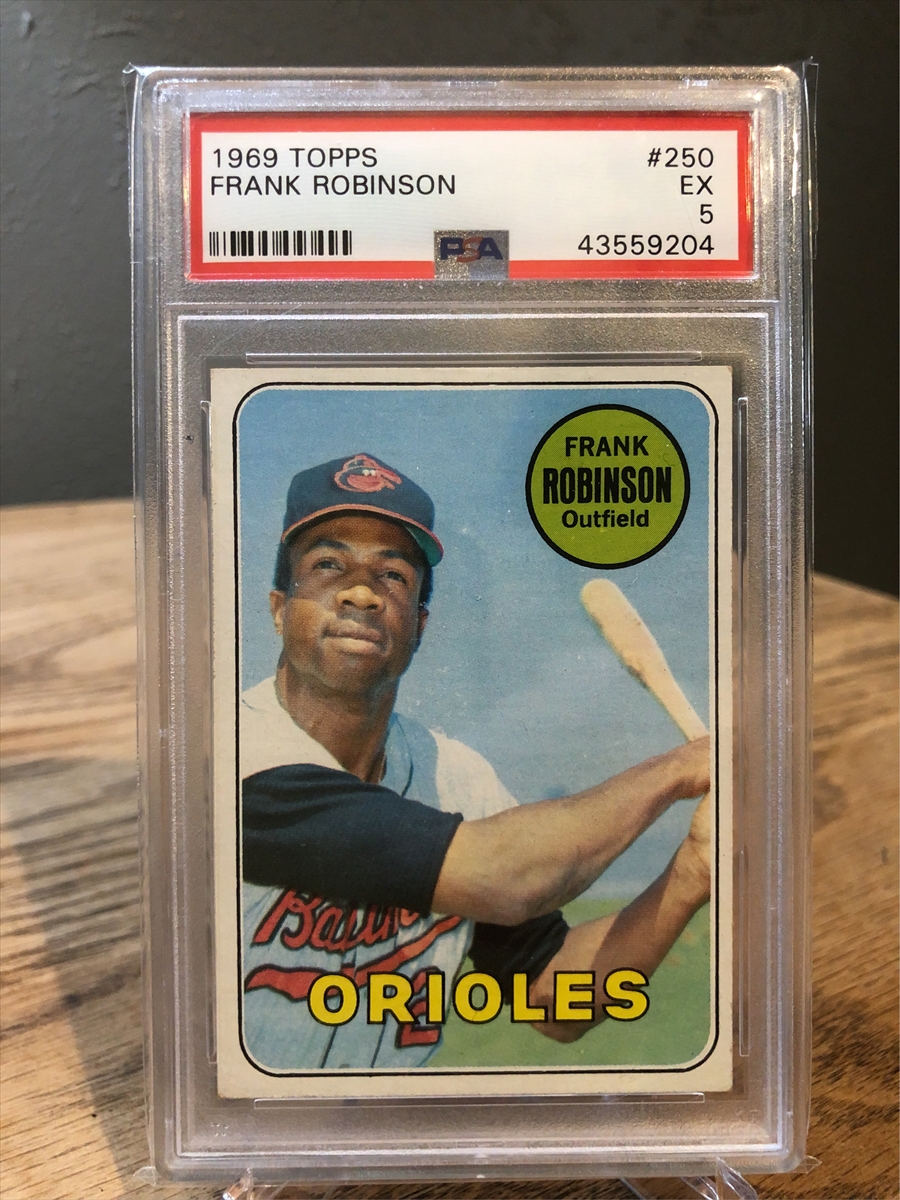 1969 TOPPS #250
FRANK ROBINSON EX
5
PSA 43559204
FRANK
ROBINSON
Outfield
ORIOLES